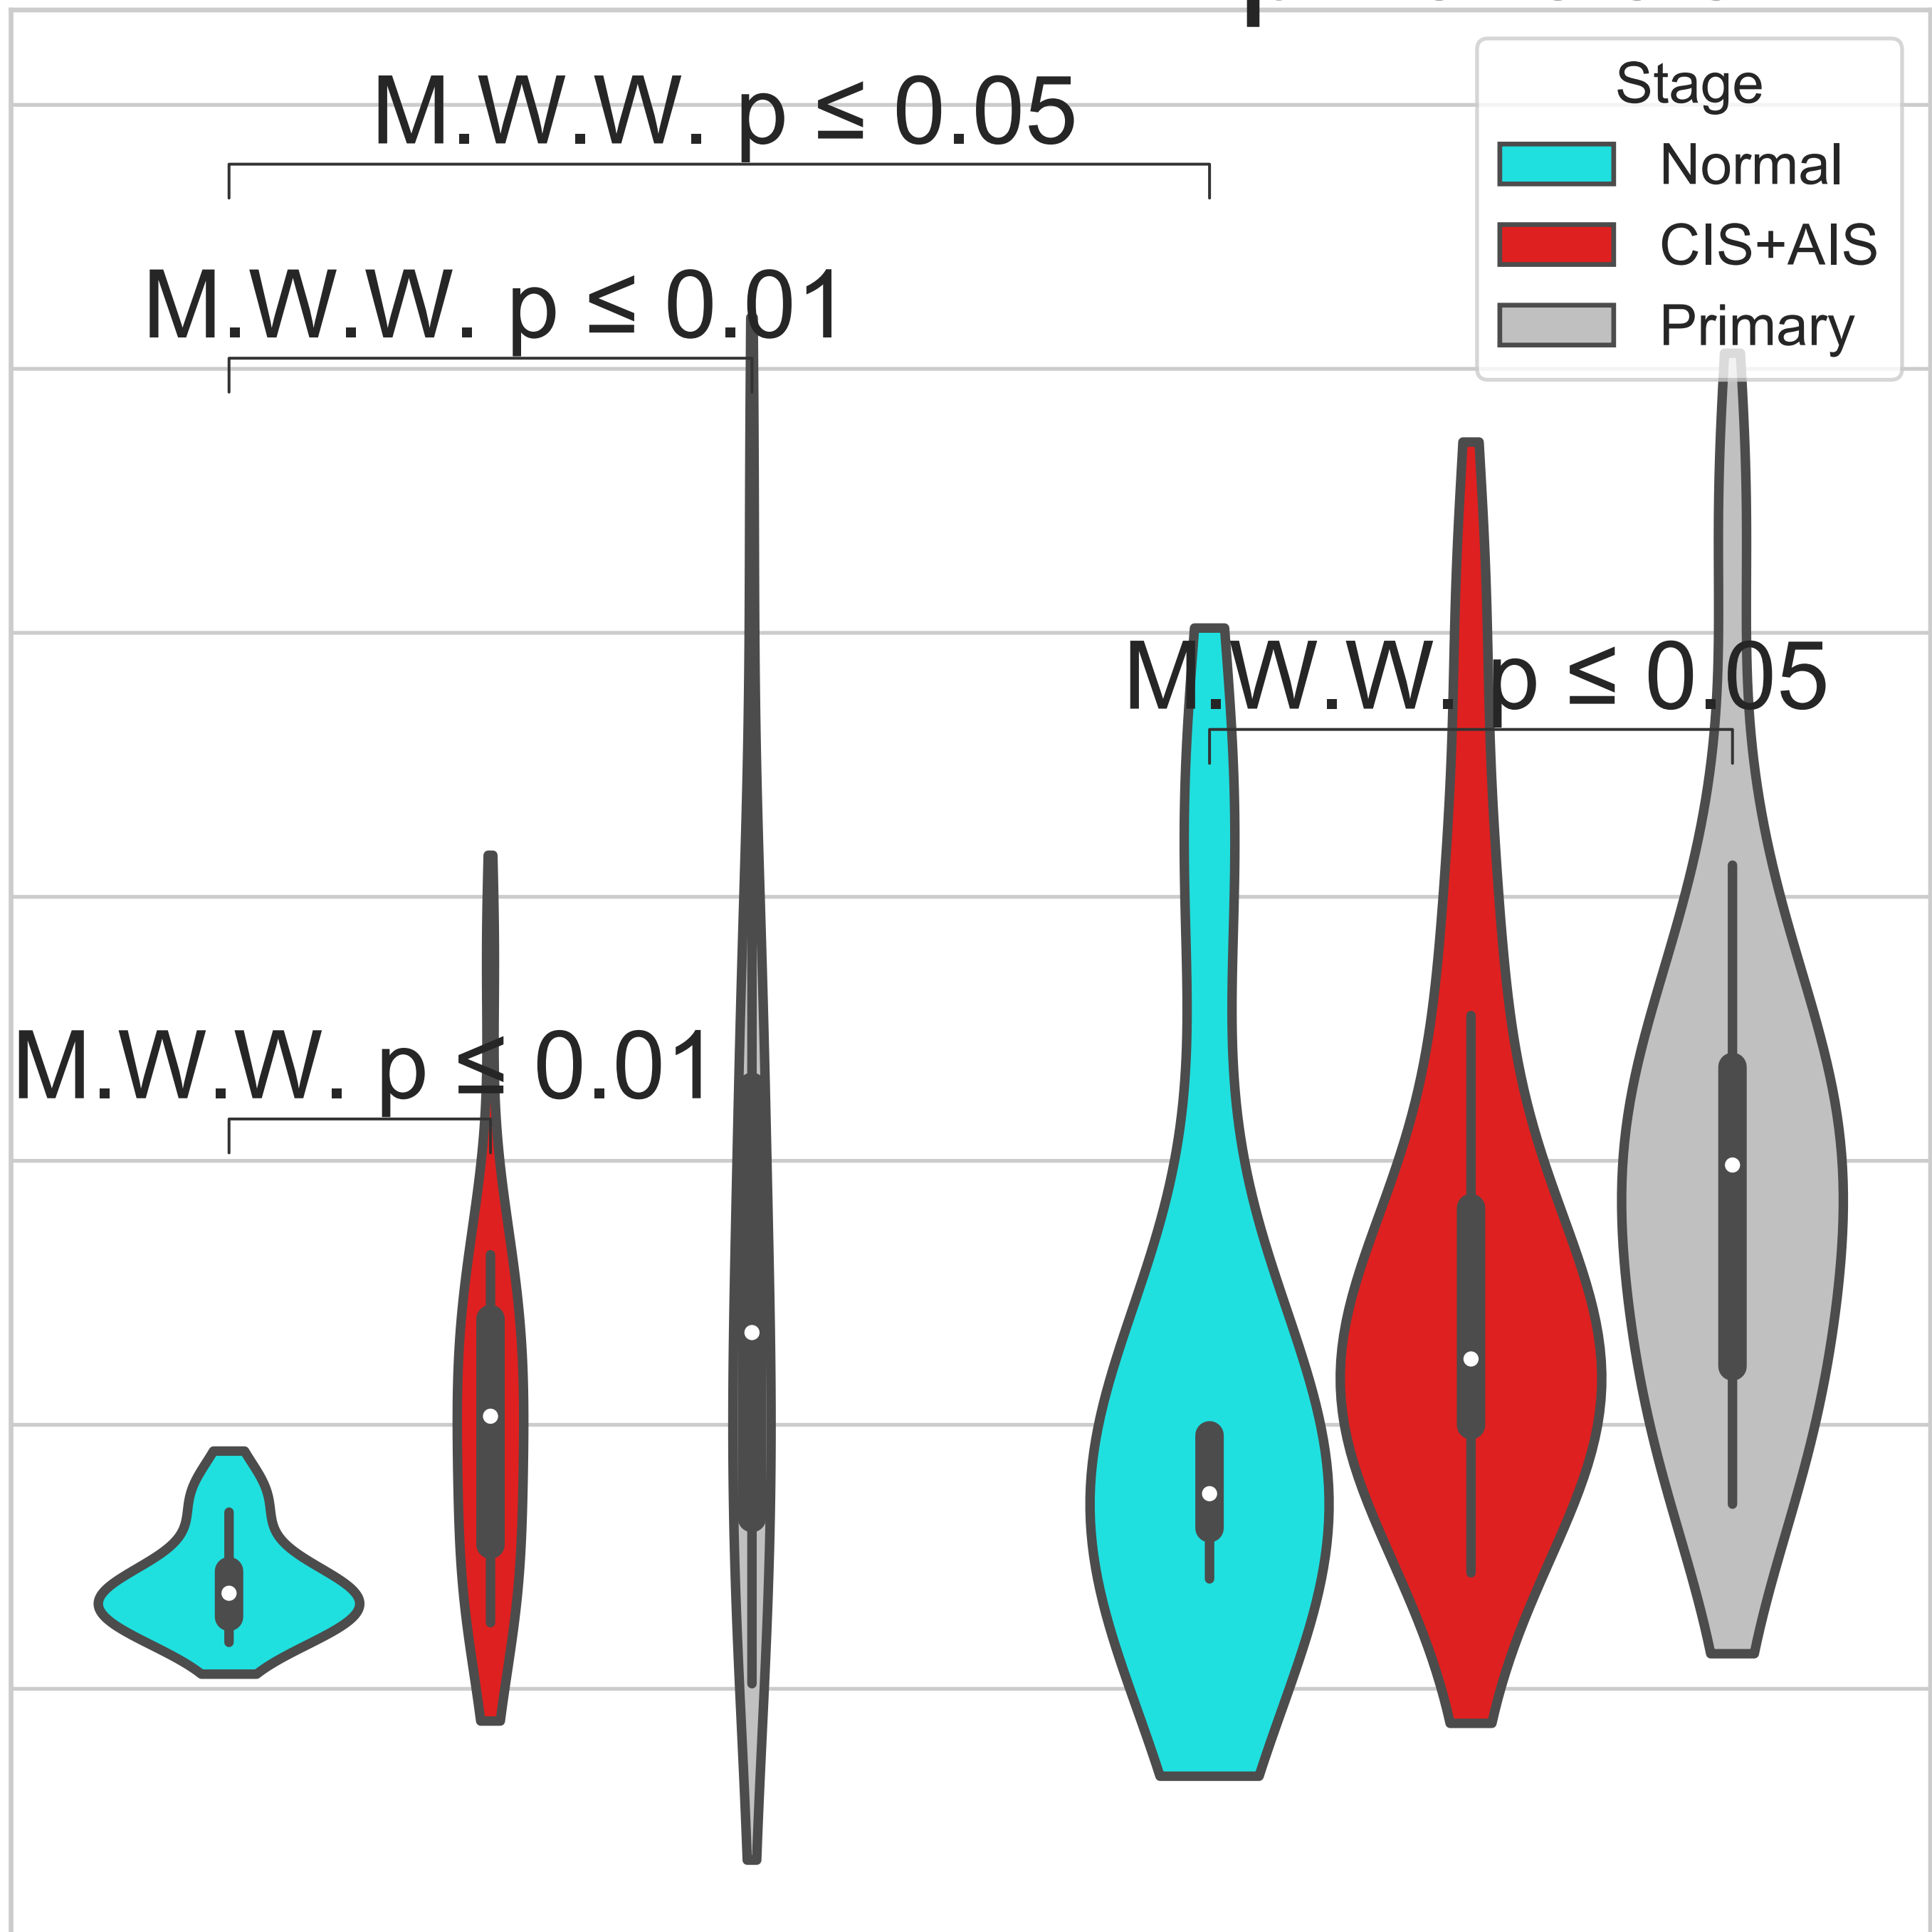 M.W.W. p ≤ 0.05
Stage
Normal
CIS+AIS
Primary
M.W.W. p ≤ 0.01
M.W.W. p ≤ 0.05
M.W.W. p ≤ 0.01